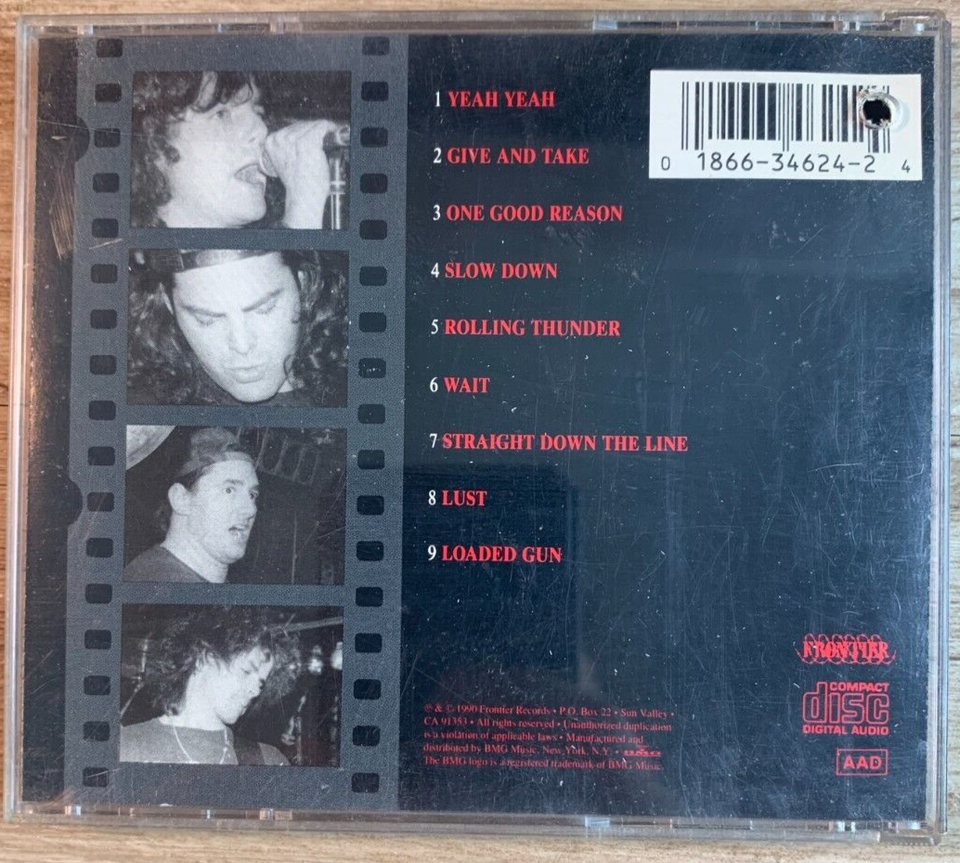 1 YEAH YEAH
2 GIVE AND TAKE
3 ONE GOOD REASON
4 SLOW DOWN
5 ROLLING THUNDER
6 WAIT
7 STRAIGHT DOWN THE LINE
8 LUST
9 LOADED GUN
0 1866-34624-2 4
FRONTIER
COMPACT
disc
DIGITAL AUDIO
AAD
℗ & © 1990 Frontier Records • P.O. Box 22 • Sun Valley •
CA 91353 • All rights reserved • Unauthorized duplication
is a violation of applicable laws • Manufactured and
distributed by BMG Music, New York, N.Y. • BMG
The BMG logo is a registered trademark of BMG Music.